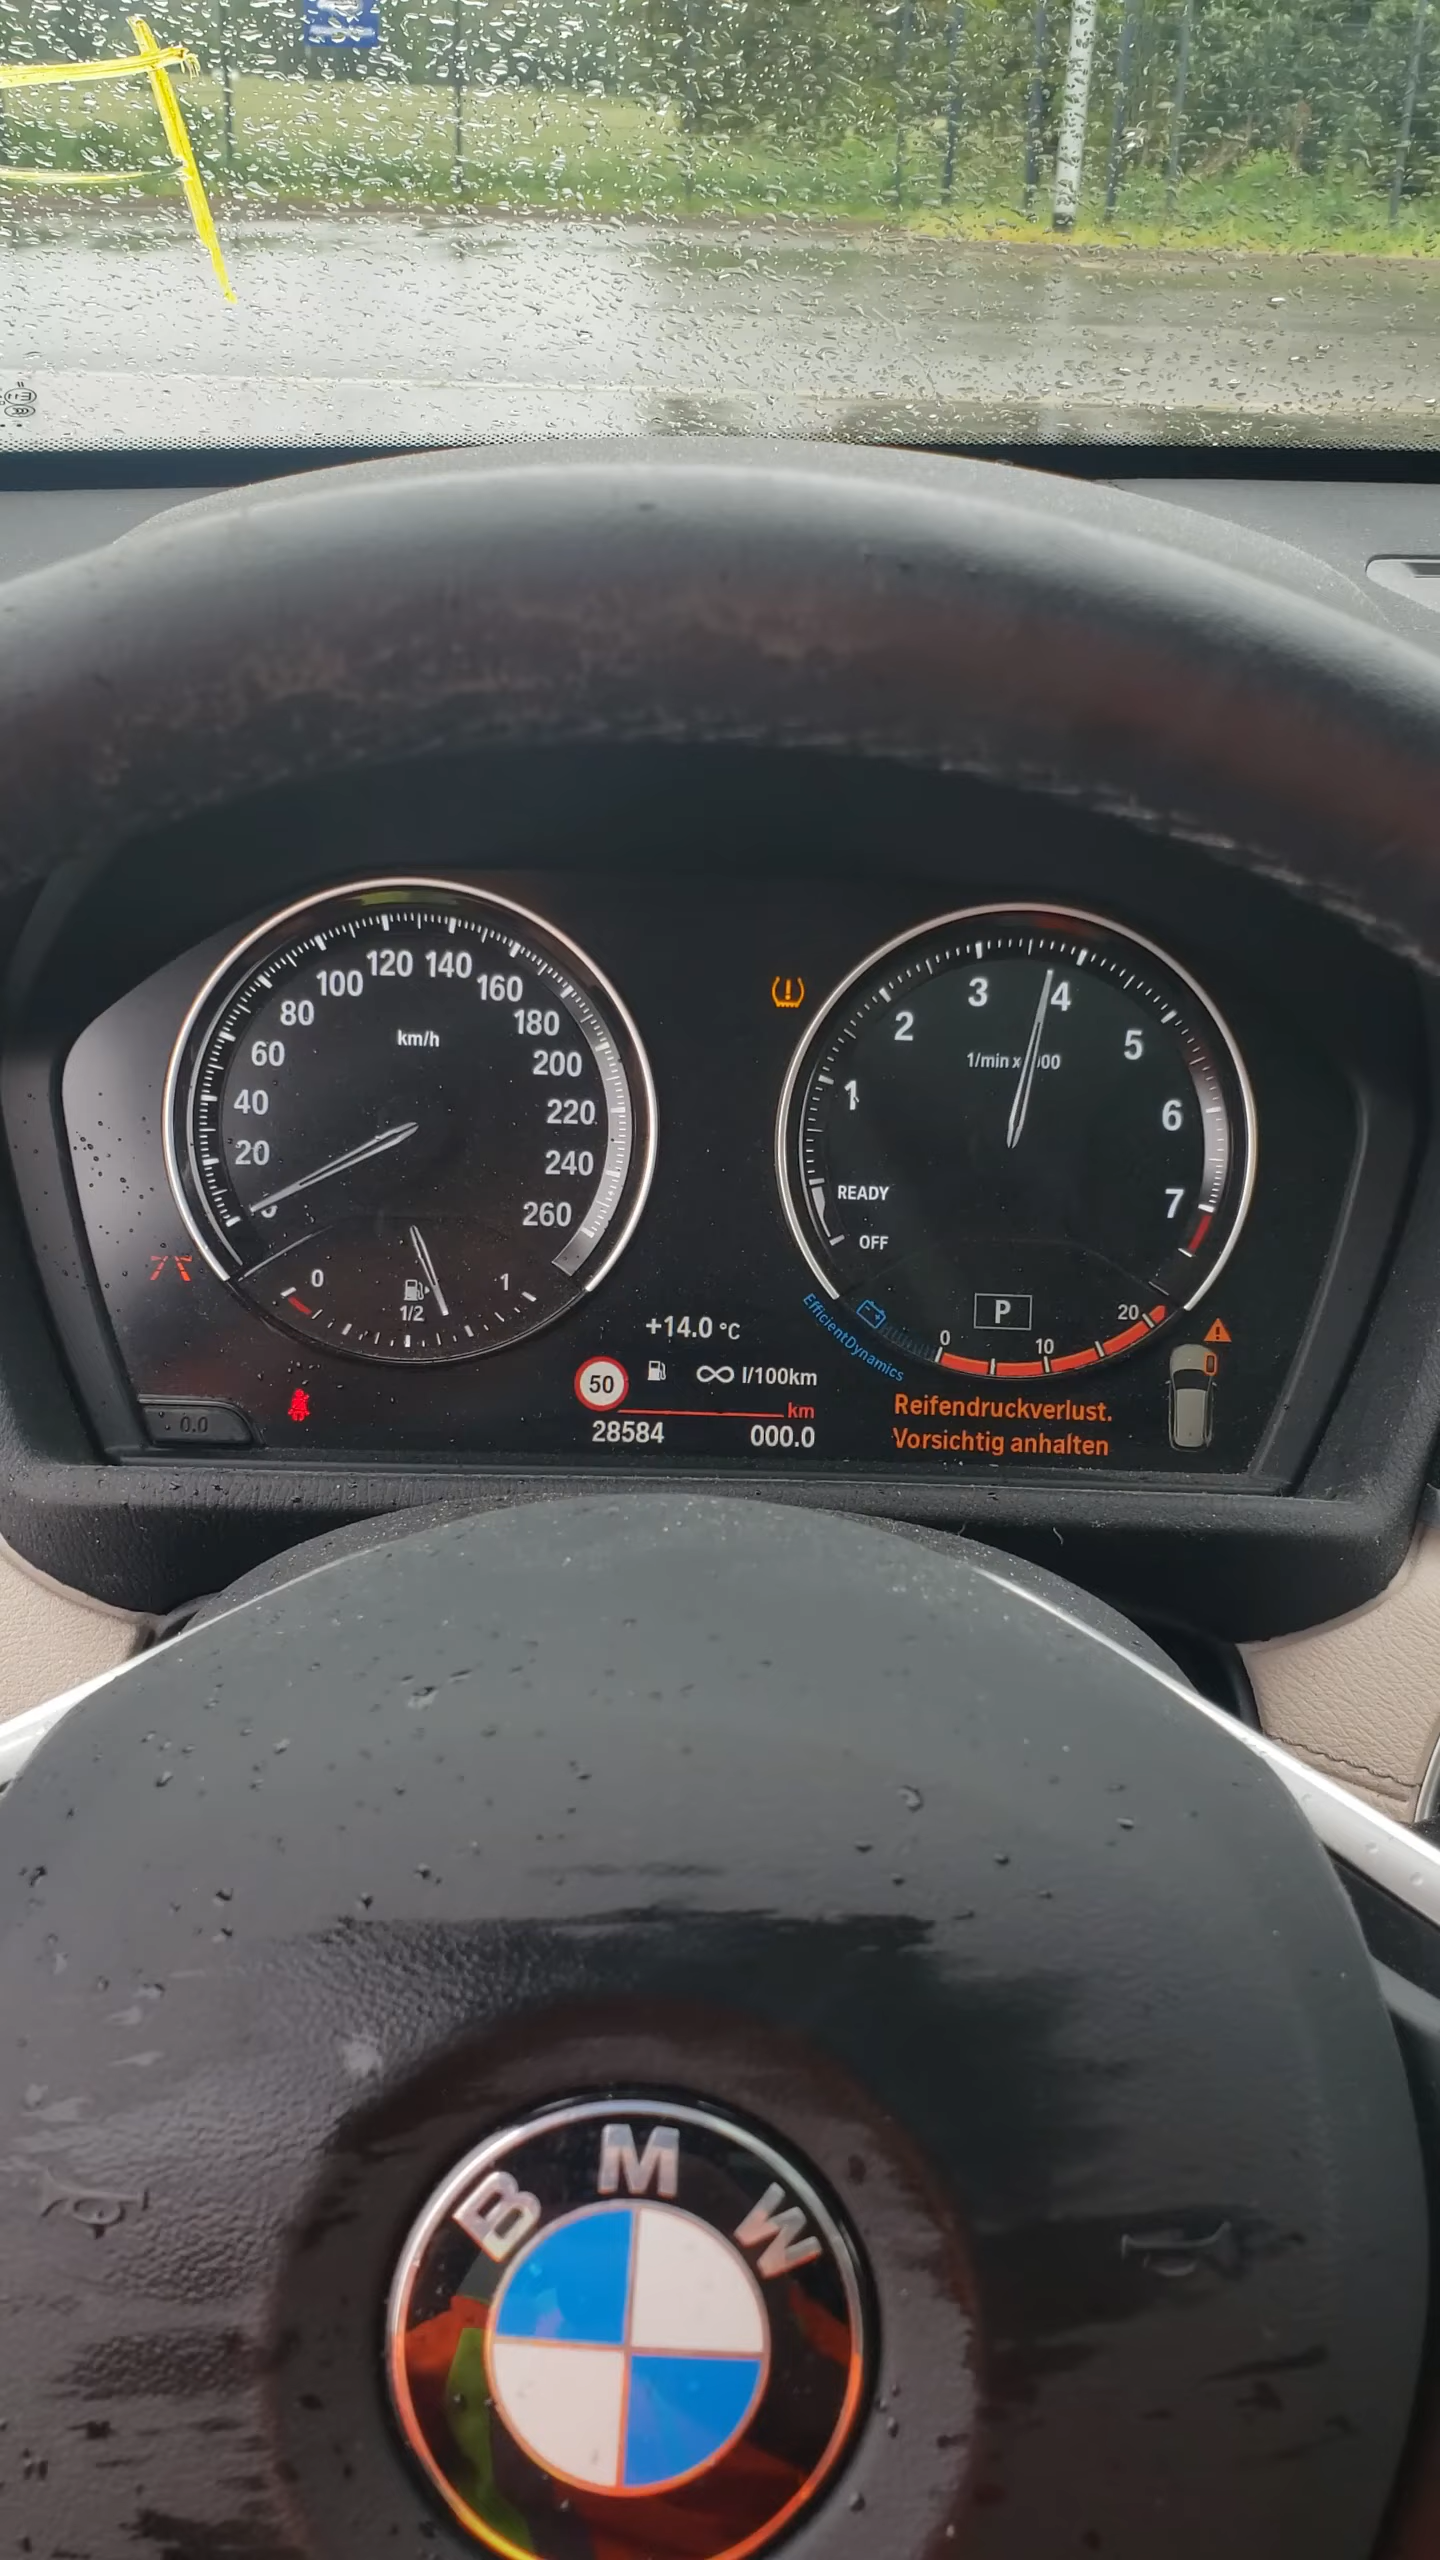 120 140
100 160
80 180
km/h
60 200
40 220
20 240
260
0 1
1/2
3 4
2 5
1/min x
1 6
READY 7
OFF
P
EfficientDynamics
0 10 20
+14.0 °C
50 ∞ l/100km
km
28584 000.0
0.0
Reifendruckverlust.
Vorsichtig anhalten
BMW